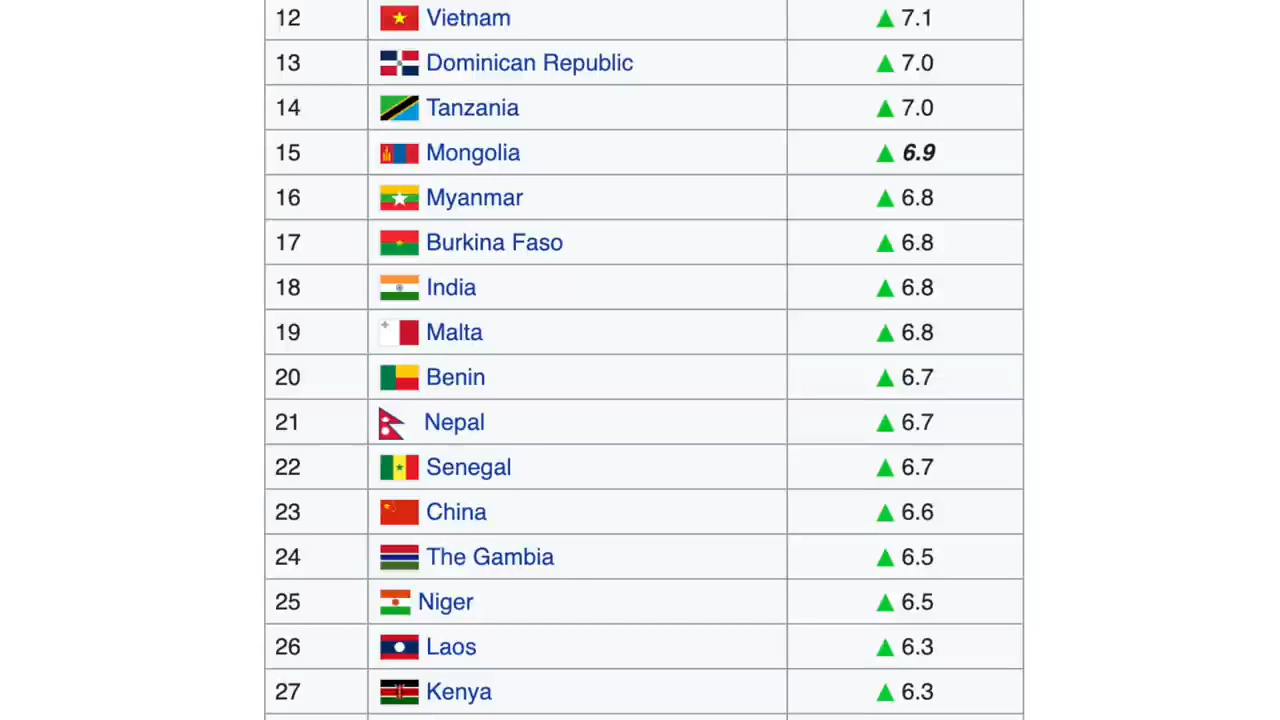 12 Vietnam ▲ 7.1
13 Dominican Republic ▲ 7.0
14 Tanzania ▲ 7.0
15 Mongolia ▲ 6.9
16 Myanmar ▲ 6.8
17 Burkina Faso ▲ 6.8
18 India ▲ 6.8
19 Malta ▲ 6.8
20 Benin ▲ 6.7
21 Nepal ▲ 6.7
22 Senegal ▲ 6.7
23 China ▲ 6.6
24 The Gambia ▲ 6.5
25 Niger ▲ 6.5
26 Laos ▲ 6.3
27 Kenya ▲ 6.3